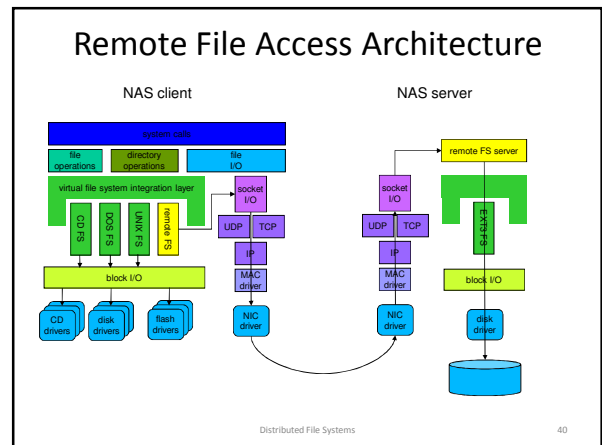 Remote File Access Architecture
NAS client
NAS server
system calls
file
operations
directory
operations
file
I/O
virtual file system integration layer
CD FS
DOS FS
UNIX FS
remote FS
block I/O
CD
drivers
disk
drivers
flash
drivers
socket
I/O
UDP
TCP
IP
MAC
driver
NIC
driver
socket
I/O
UDP
TCP
IP
MAC
driver
NIC
driver
remote FS server
EXT3 FS
block I/O
disk
driver
Distributed File Systems
40